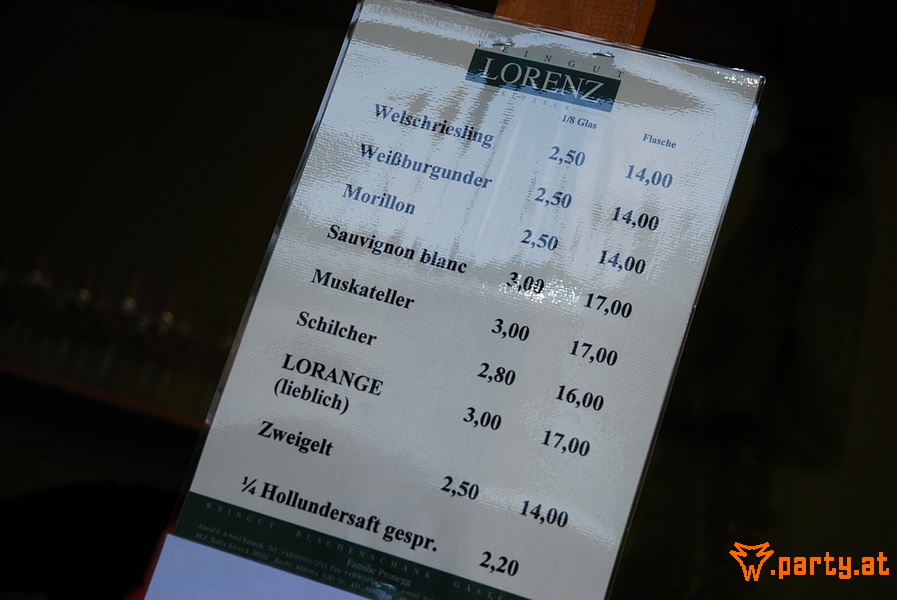 WEINGUT
LORENZ
KITZECK
1/8 Glas Flasche
Welschriesling 2,50 14,00
Weißburgunder 2,50 14,00
Morillon 2,50 14,00
Sauvignon blanc 3,00 17,00
Muskateller 3,00 17,00
Schilcher 2,80 16,00
LORANGE
(lieblich) 3,00 17,00
Zweigelt 2,50 14,00
¼ Hollundersaft gespr. 2,20
WEINGUT BUSCHENSCHANK GÄSTE
Familie Pronegg
.party.at